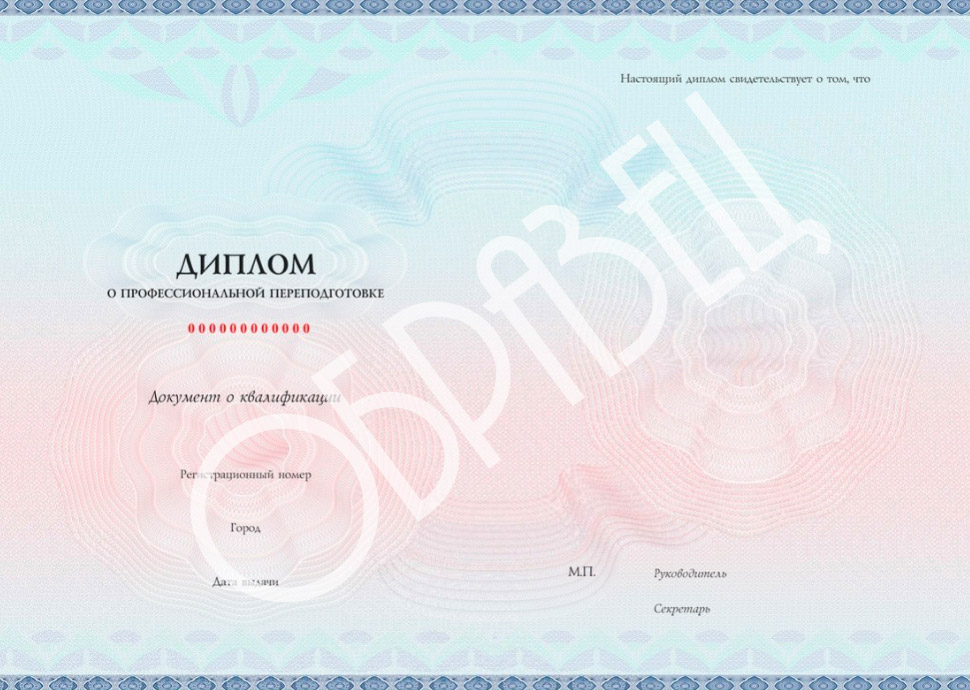 ДИПЛОМ
О ПРОФЕССИОНАЛЬНОЙ ПЕРЕПОДГОТОВКЕ
000000000000
Документ о квалификации
Регистрационный номер
Город
Дата выдачи
Настоящий диплом свидетельствует о том, что
М.П.
Руководитель
Секретарь
ОБРАЗЕЦ